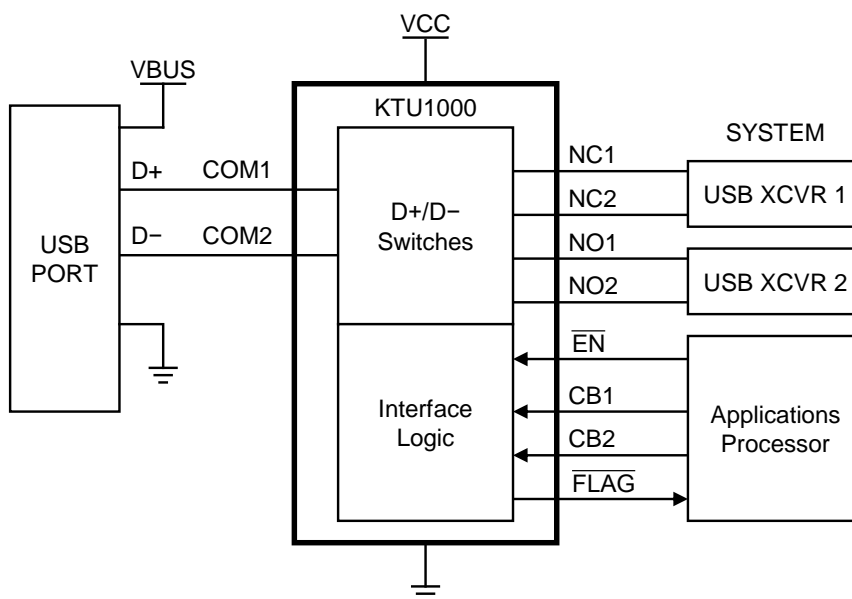 VCC
VBUS
KTU1000
SYSTEM
D+
COM1
NC1
USB XCVR 1
NC2
D+/D−
Switches
D−
COM2
NO1
USB XCVR 2
NO2
USB
PORT
EN
Interface
Logic
CB1
CB2
FLAG
Applications
Processor